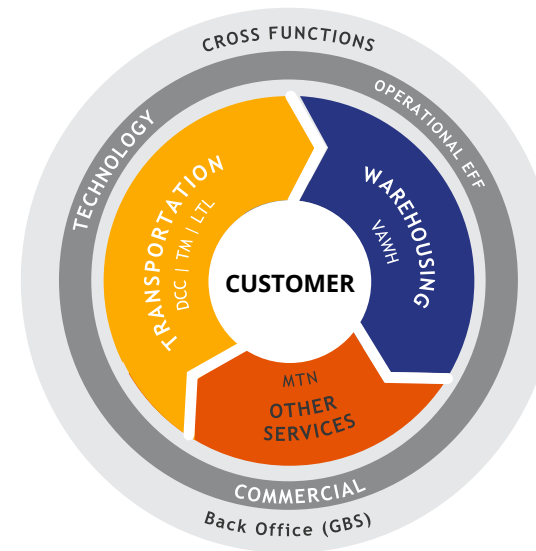 CROSS FUNCTIONS
TECHNOLOGY
OPERATIONAL EFF
TRANSPORTATION
DCC | TM | LTL
WAREHOUSING
VAWH
CUSTOMER
MTN
OTHER
SERVICES
COMMERCIAL
Back Office (GBS)